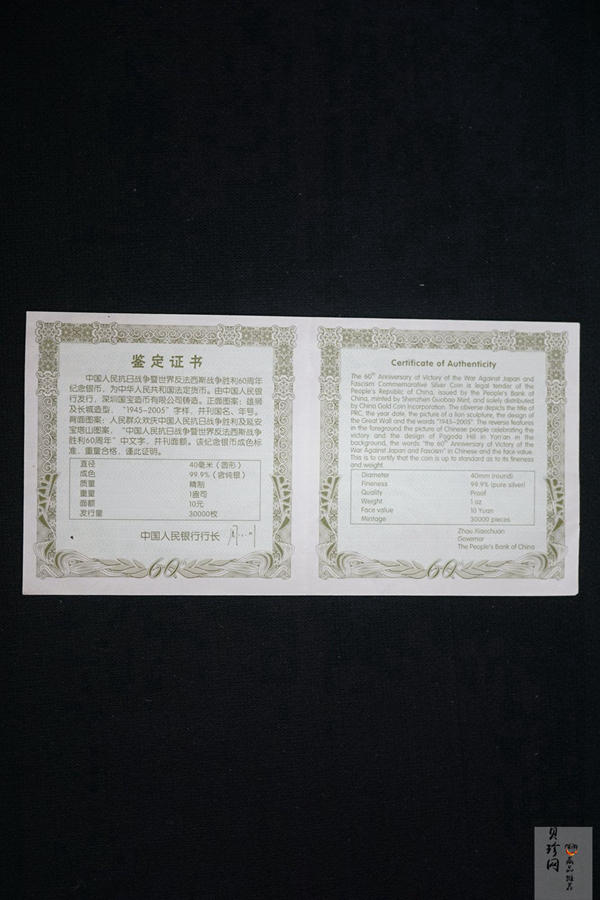 鉴定证书
中国人民抗日战争暨世界反法西斯战争胜利60周年
纪念银币，为中华人民共和国法定货币。由中国人民银
行发行，深圳国宝造币有限公司铸造。正面图案：雄狮
及长城造型，“1945-2005”字样，并刊国名、年号。
背面图案：人民群众欢庆中国人民抗日战争胜利及延安
宝塔山图案，“中国人民抗日战争暨世界反法西斯战争
胜利60周年”中文字，并刊面额。该纪念银币成色标
准、重量合格，谨此证明。
直径 40毫米（圆形）
成色 99.9%（含纯银）
质量 精制
重量 1盎司
面额 10元
发行量 30000枚
中国人民银行行长
60
Certificate of Authenticity
The 60th Anniversary of Victory of the War Against Japan and
Fascism Commemorative Silver Coin is legal tender of the
People's Republic of China, issued by the People's Bank of
China, minted by Shenzhen Guobao Mint, and solely distributed
by China Gold Coin Incorporation. The obverse depicts the title of
PRC, the year date, the picture of a lion sculpture, the design of
the Great Wall and the words "1945-2005". The reverse features
in the foreground the picture of Chinese people celebrating the
victory and the design of Pagoda Hill in Yan'an in the
background, the words "the 60th Anniversary of Victory of the
War Against Japan and Fascism" in Chinese and the face value.
This is to certify that the coin is up to standard as to its fineness
and weight.
Diameter 40mm (round)
Fineness 99.9% (pure silver)
Quality Proof
Weight 1 oz
Face value 10 Yuan
Mintage 30000 pieces
Zhou Xiaochuan
Governor
The People's Bank of China
60
贝珍网